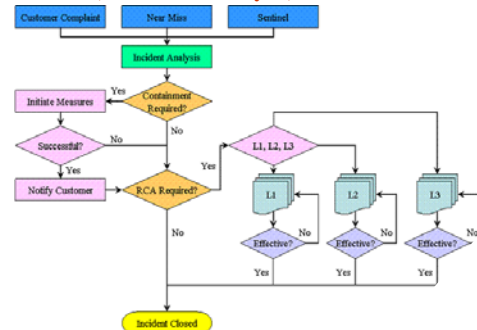 Customer Complaint
Near Miss
Sentinel
Incident Analysis
Yes
Containment
Required?
Initiate Measures
No
Successful?
No
Yes
L1, L2, L3
Yes
Notify Customer
RCA Required?
L1
L2
L3
No
No
No
No
Effective?
Effective?
Effective?
Yes
Yes
Yes
Incident Closed